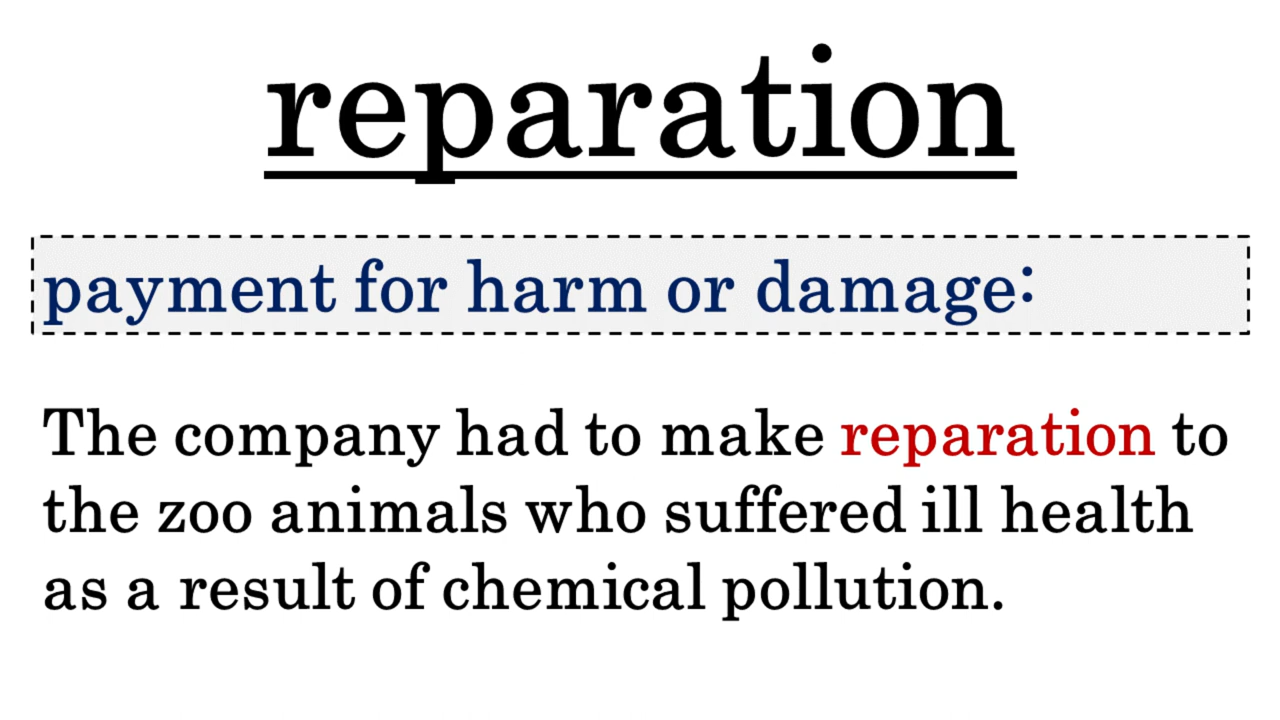 reparation
payment for harm or damage:
The company had to make reparation to
the zoo animals who suffered ill health
as a result of chemical pollution.